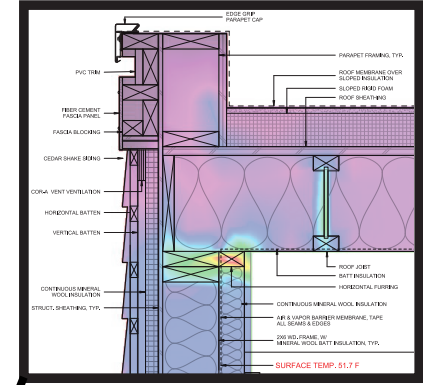 EDGE GRIP
PARAPET CAP
PARAPET FRAMING, TYP.
PVC TRIM
ROOF MEMBRANE OVER
SLOPED INSULATION
SLOPED RIGID FOAM
ROOF SHEATHING
FIBER CEMENT
FASCIA PANEL
FASCIA BLOCKING
CEDAR SHAKE SIDING
COR-A VENT VENTILATION
HORIZONTAL BATTEN
VERTICAL BATTEN
ROOF JOIST
BATT INSULATION
HORIZONTAL FURRING
CONTINUOUS MINERAL
WOOL INSULATION
STRUCT. SHEATHING, TYP.
CONTINUOUS MINERAL WOOL INSULATION
AIR & VAPOR BARRIER MEMBRANE, TAPE
ALL SEAMS & EDGES
2X6 WD. FRAME, W/
MINERAL WOOL BATT INSULATION, TYP.
SURFACE TEMP. 51.7 F